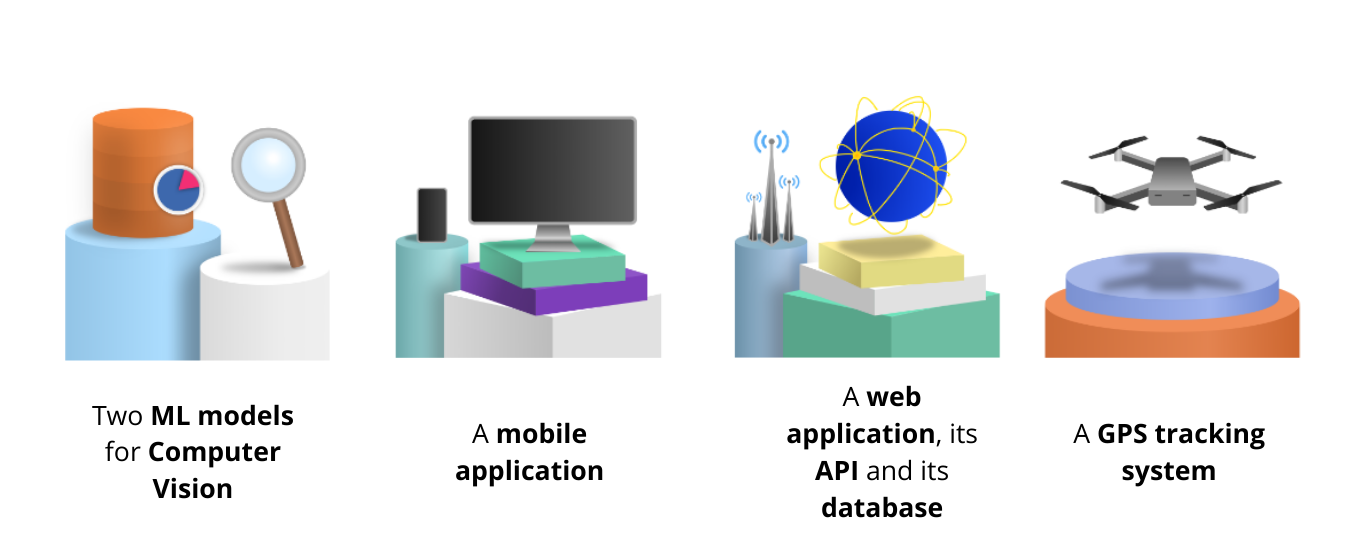 Two ML models
for Computer
Vision
A mobile
application
A web
application, its
API and its
database
A GPS tracking
system